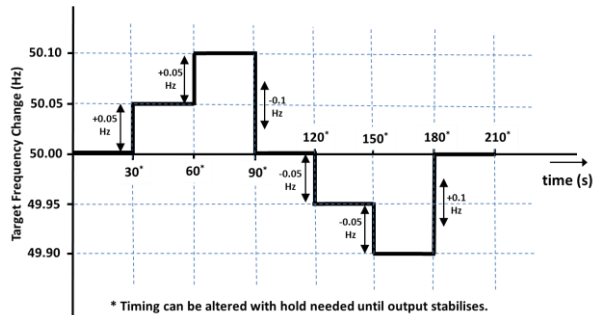 Target Frequency Change (Hz)
50.10
50.05
50.00
49.95
49.90
+0.05
Hz
+0.05
Hz
-0.1
Hz
30*
60*
90*
120*
150*
180*
210*
-0.05
Hz
-0.05
Hz
+0.1
Hz
time (s)
* Timing can be altered with hold needed until output stabilises.